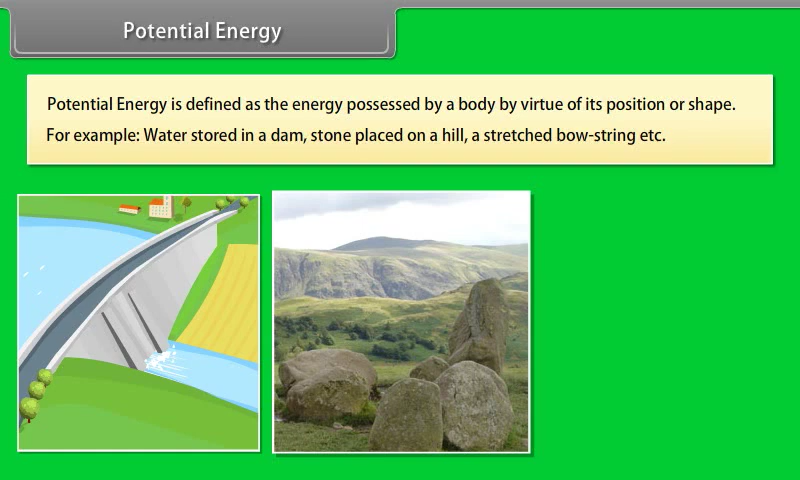 Potential Energy
Potential Energy is defined as the energy possessed by a body by virtue of its position or shape.
For example: Water stored in a dam, stone placed on a hill, a stretched bow-string etc.